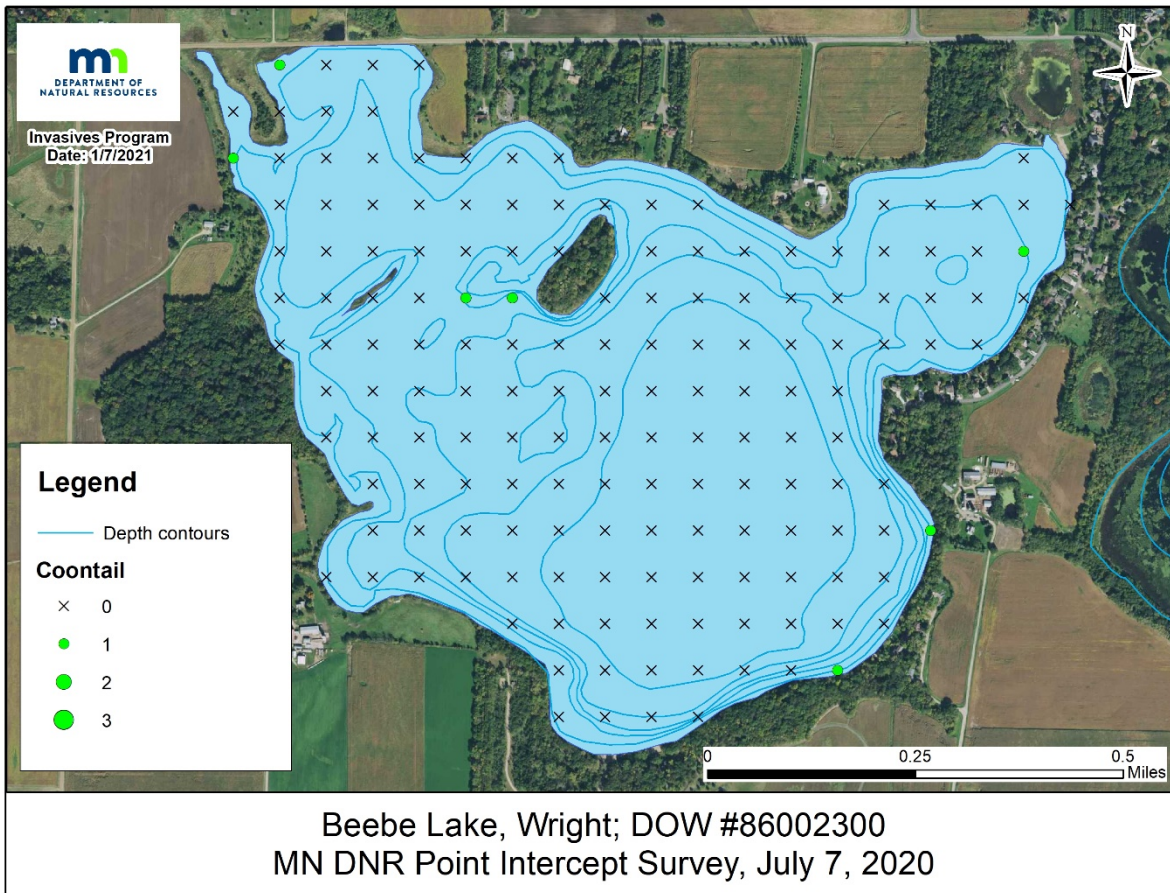 mn
DEPARTMENT OF
NATURAL RESOURCES
Invasives Program
Date: 1/7/2021
N
Legend
Depth contours
Coontail
0
1
2
3
0 0.25 0.5
Miles
Beebe Lake, Wright; DOW #86002300
MN DNR Point Intercept Survey, July 7, 2020